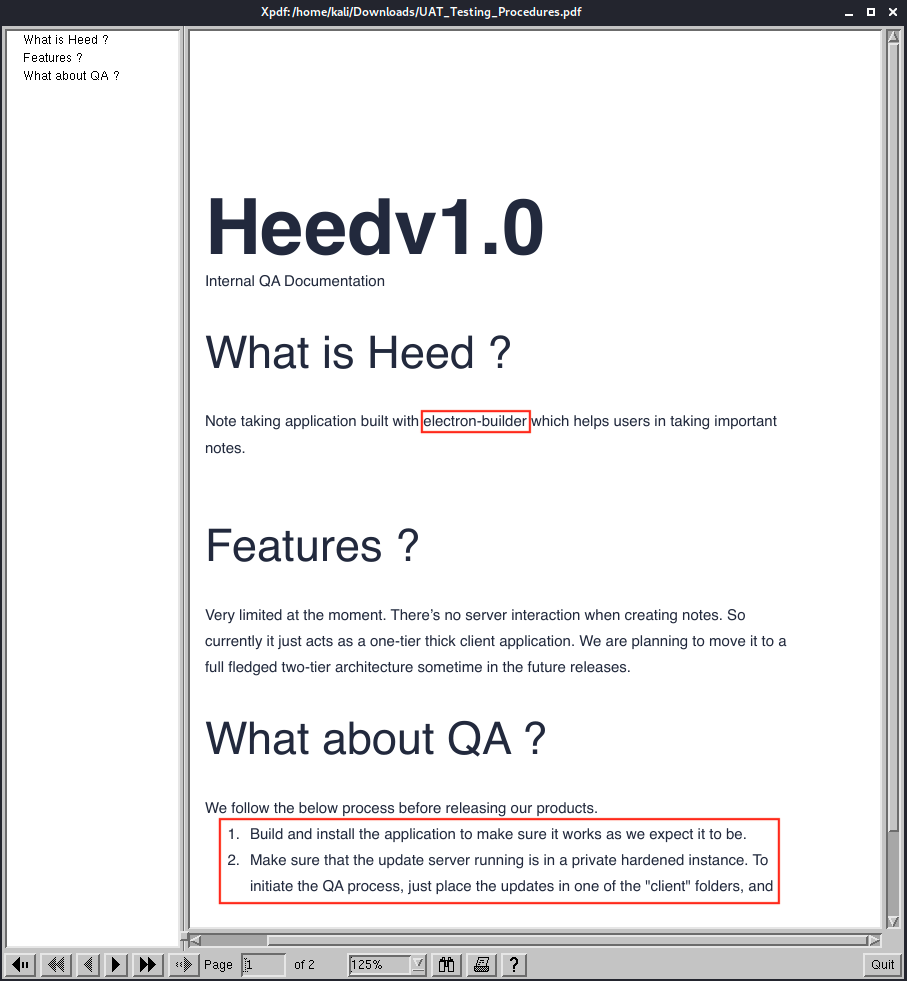 Xpdf: /home/kali/Downloads/UAT_Testing_Procedures.pdf
What is Heed ?
Features ?
What about QA ?
Heedv1.0
Internal QA Documentation
What is Heed ?
Note taking application built with electron-builder which helps users in taking important
notes.
Features ?
Very limited at the moment. There’s no server interaction when creating notes. So
currently it just acts as a one-tier thick client application. We are planning to move it to a
full fledged two-tier architecture sometime in the future releases.
What about QA ?
We follow the below process before releasing our products.
1. Build and install the application to make sure it works as we expect it to be.
2. Make sure that the update server running is in a private hardened instance. To
initiate the QA process, just place the updates in one of the "client" folders, and
Page 1 of 2 125% ? Quit